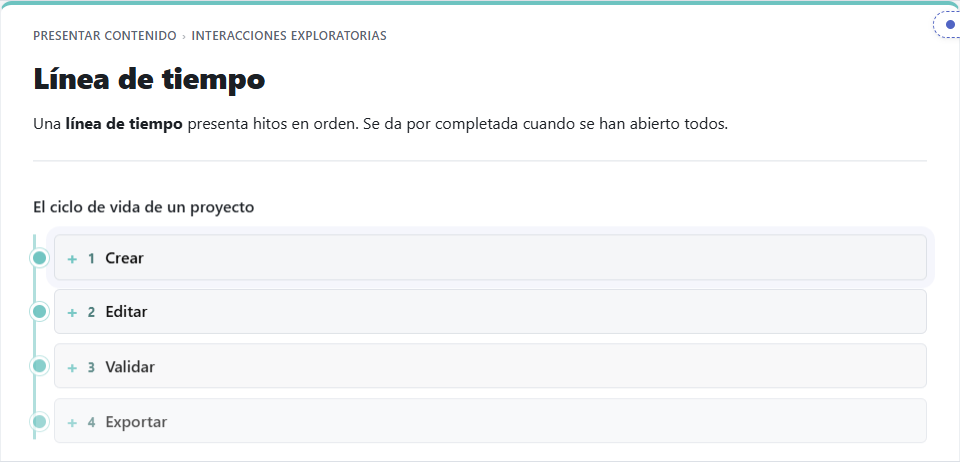 PRESENTAR CONTENIDO › INTERACCIONES EXPLORATORIAS
Línea de tiempo
Una línea de tiempo presenta hitos en orden. Se da por completada cuando se han abierto todos.
El ciclo de vida de un proyecto
+ 1 Crear
+ 2 Editar
+ 3 Validar
+ 4 Exportar